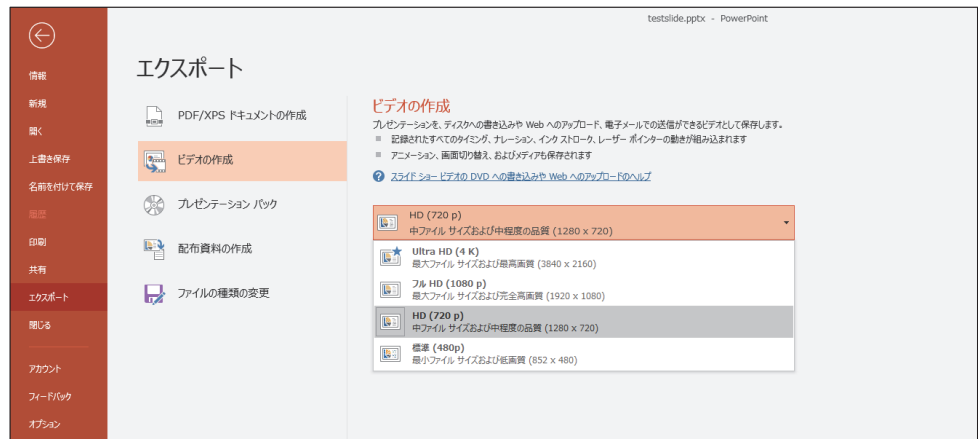 testslide.pptx - PowerPoint
情報
新規
開く
上書き保存
名前を付けて保存
履歴
印刷
共有
エクスポート
閉じる
アカウント
フィードバック
オプション
エクスポート
PDF/XPS ドキュメントの作成
ビデオの作成
プレゼンテーション パック
配布資料の作成
ファイルの種類の変更
ビデオの作成
プレゼンテーションを、ディスクへの書き込みや Web へのアップロード、電子メールでの送信ができるビデオとして保存します。
記録されたすべてのタイミング、ナレーション、インク ストローク、レーザー ポインターの動きが組み込まれます
アニメーション、画面切り替え、およびメディアも保存されます
スライド ショー ビデオの DVD への書き込みや Web へのアップロードのヘルプ
HD (720 p)
中ファイル サイズおよび中程度の品質 (1280 x 720)
Ultra HD (4 K)
最大ファイル サイズおよび最高画質 (3840 x 2160)
フル HD (1080 p)
最大ファイル サイズおよび完全高画質 (1920 x 1080)
HD (720 p)
中ファイル サイズおよび中程度の品質 (1280 x 720)
標準 (480p)
最小ファイル サイズおよび低画質 (852 x 480)